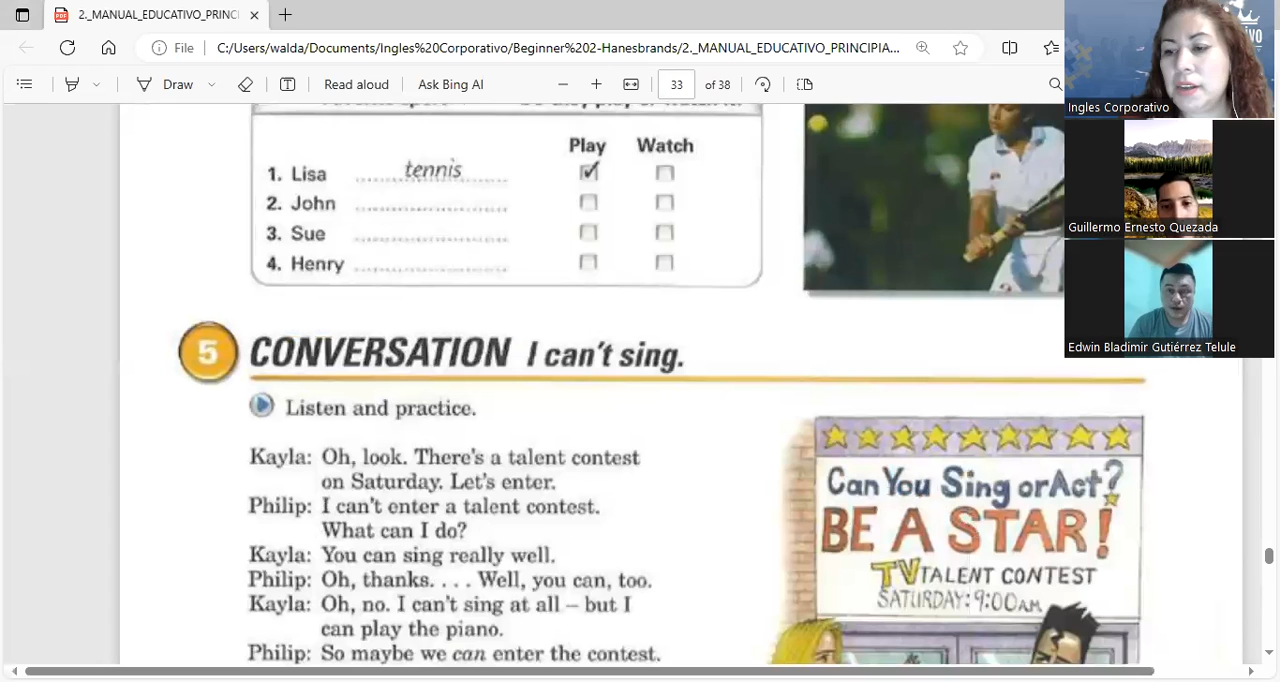 2._MANUAL_EDUCATIVO_PRINCI
File
C:/Users/walda/Documents/Ingles%20Corporativo/Beginner%202-Hanesbrands/2._MANUAL_EDUCATIVO_PRINCIPIA...
Draw
Read aloud
Ask Bing AI
33
of 38
Ingles Corporativo
Guillermo Ernesto Quezada
Edwin Bladimir Gutiérrez Telule
Play Watch
1. Lisa tennis
2. John
3. Sue
4. Henry
5 CONVERSATION I can't sing.
Listen and practice.
Kayla: Oh, look. There's a talent contest
on Saturday. Let's enter.
Philip: I can't enter a talent contest.
What can I do?
Kayla: You can sing really well.
Philip: Oh, thanks. . . . Well, you can, too.
Kayla: Oh, no. I can't sing at all – but I
can play the piano.
Philip: So maybe we can enter the contest.
Can You Sing or Act?
BE A STAR!
TV TALENT CONTEST
SATURDAY: 9:00 AM